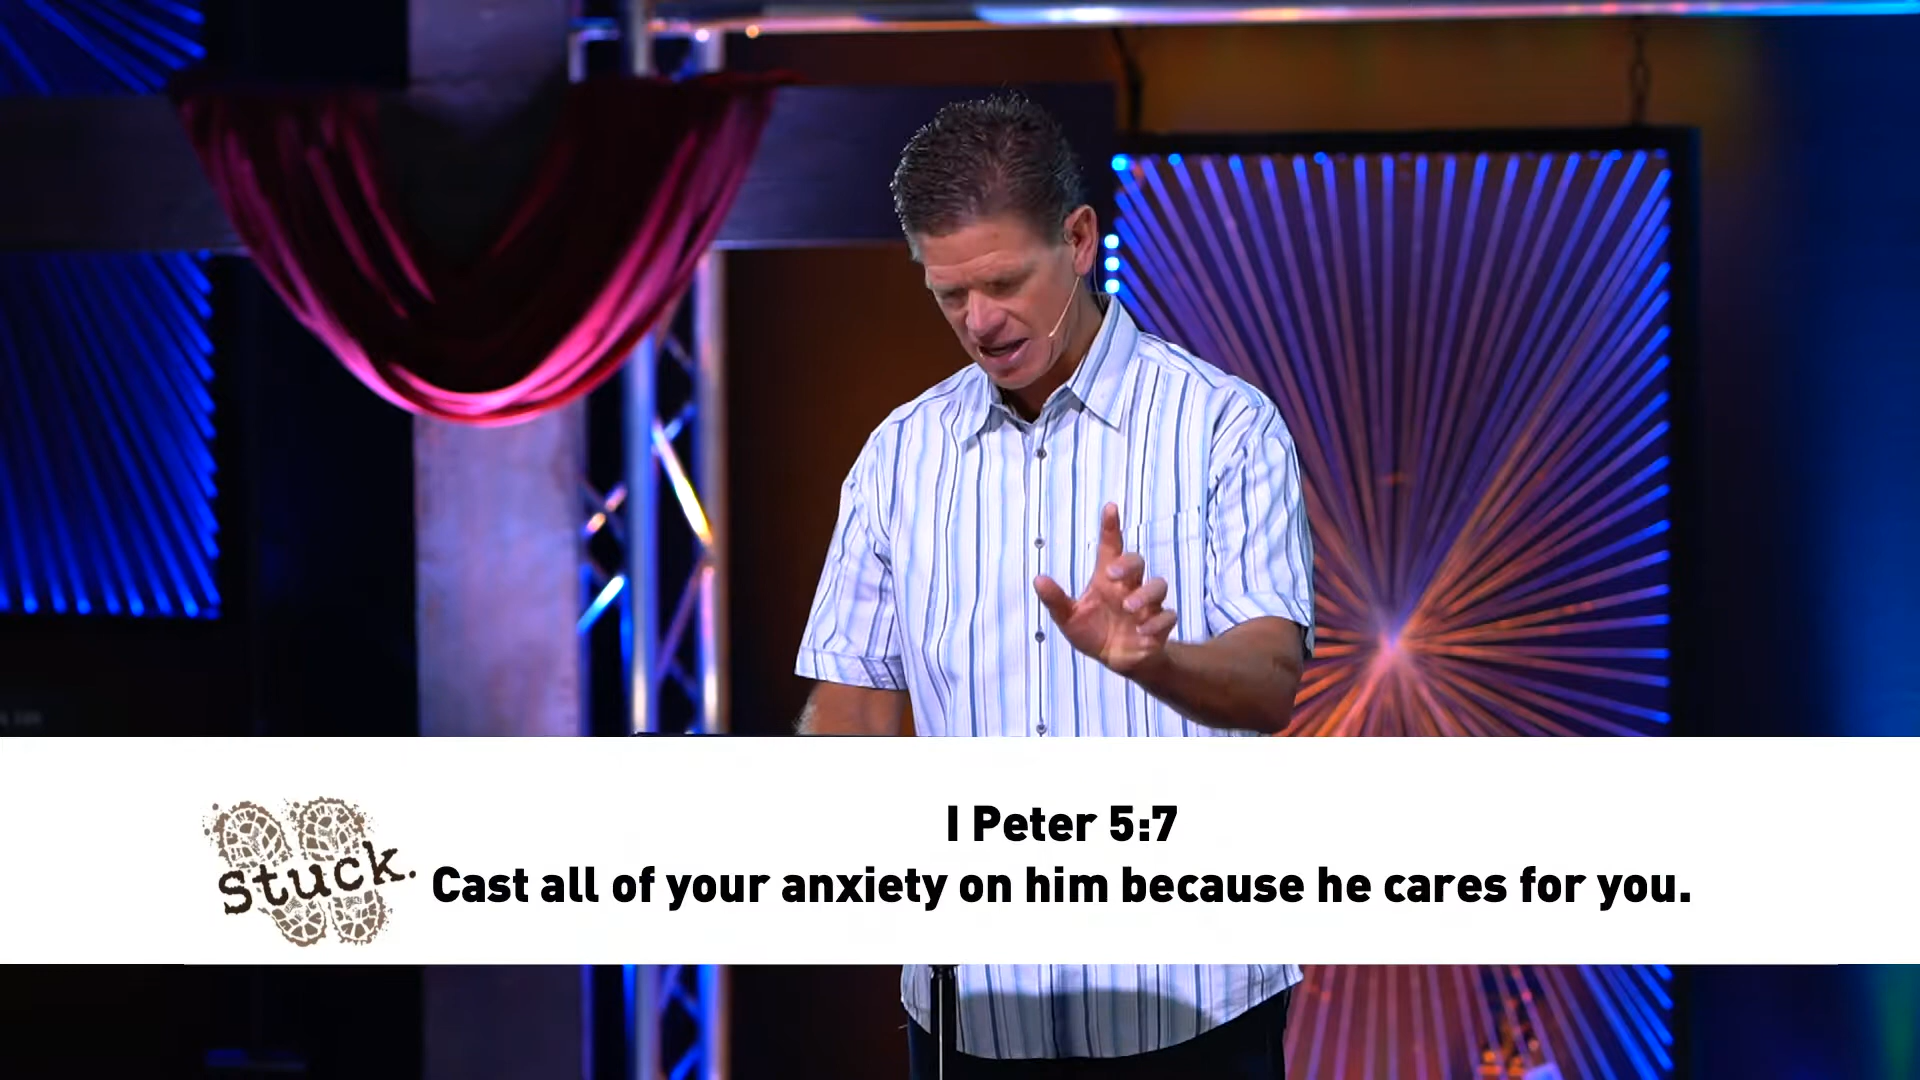 I Peter 5:7
stuck.
Cast all of your anxiety on him because he cares for you.